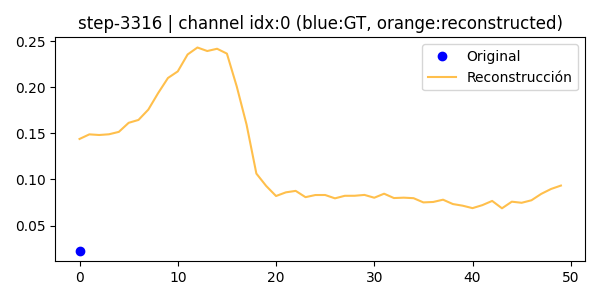 step-3316 | channel idx:0 (blue:GT, orange:reconstructed)
0.25
0.20
0.15
0.10
0.05
Original
Reconstrucción
0 10 20 30 40 50